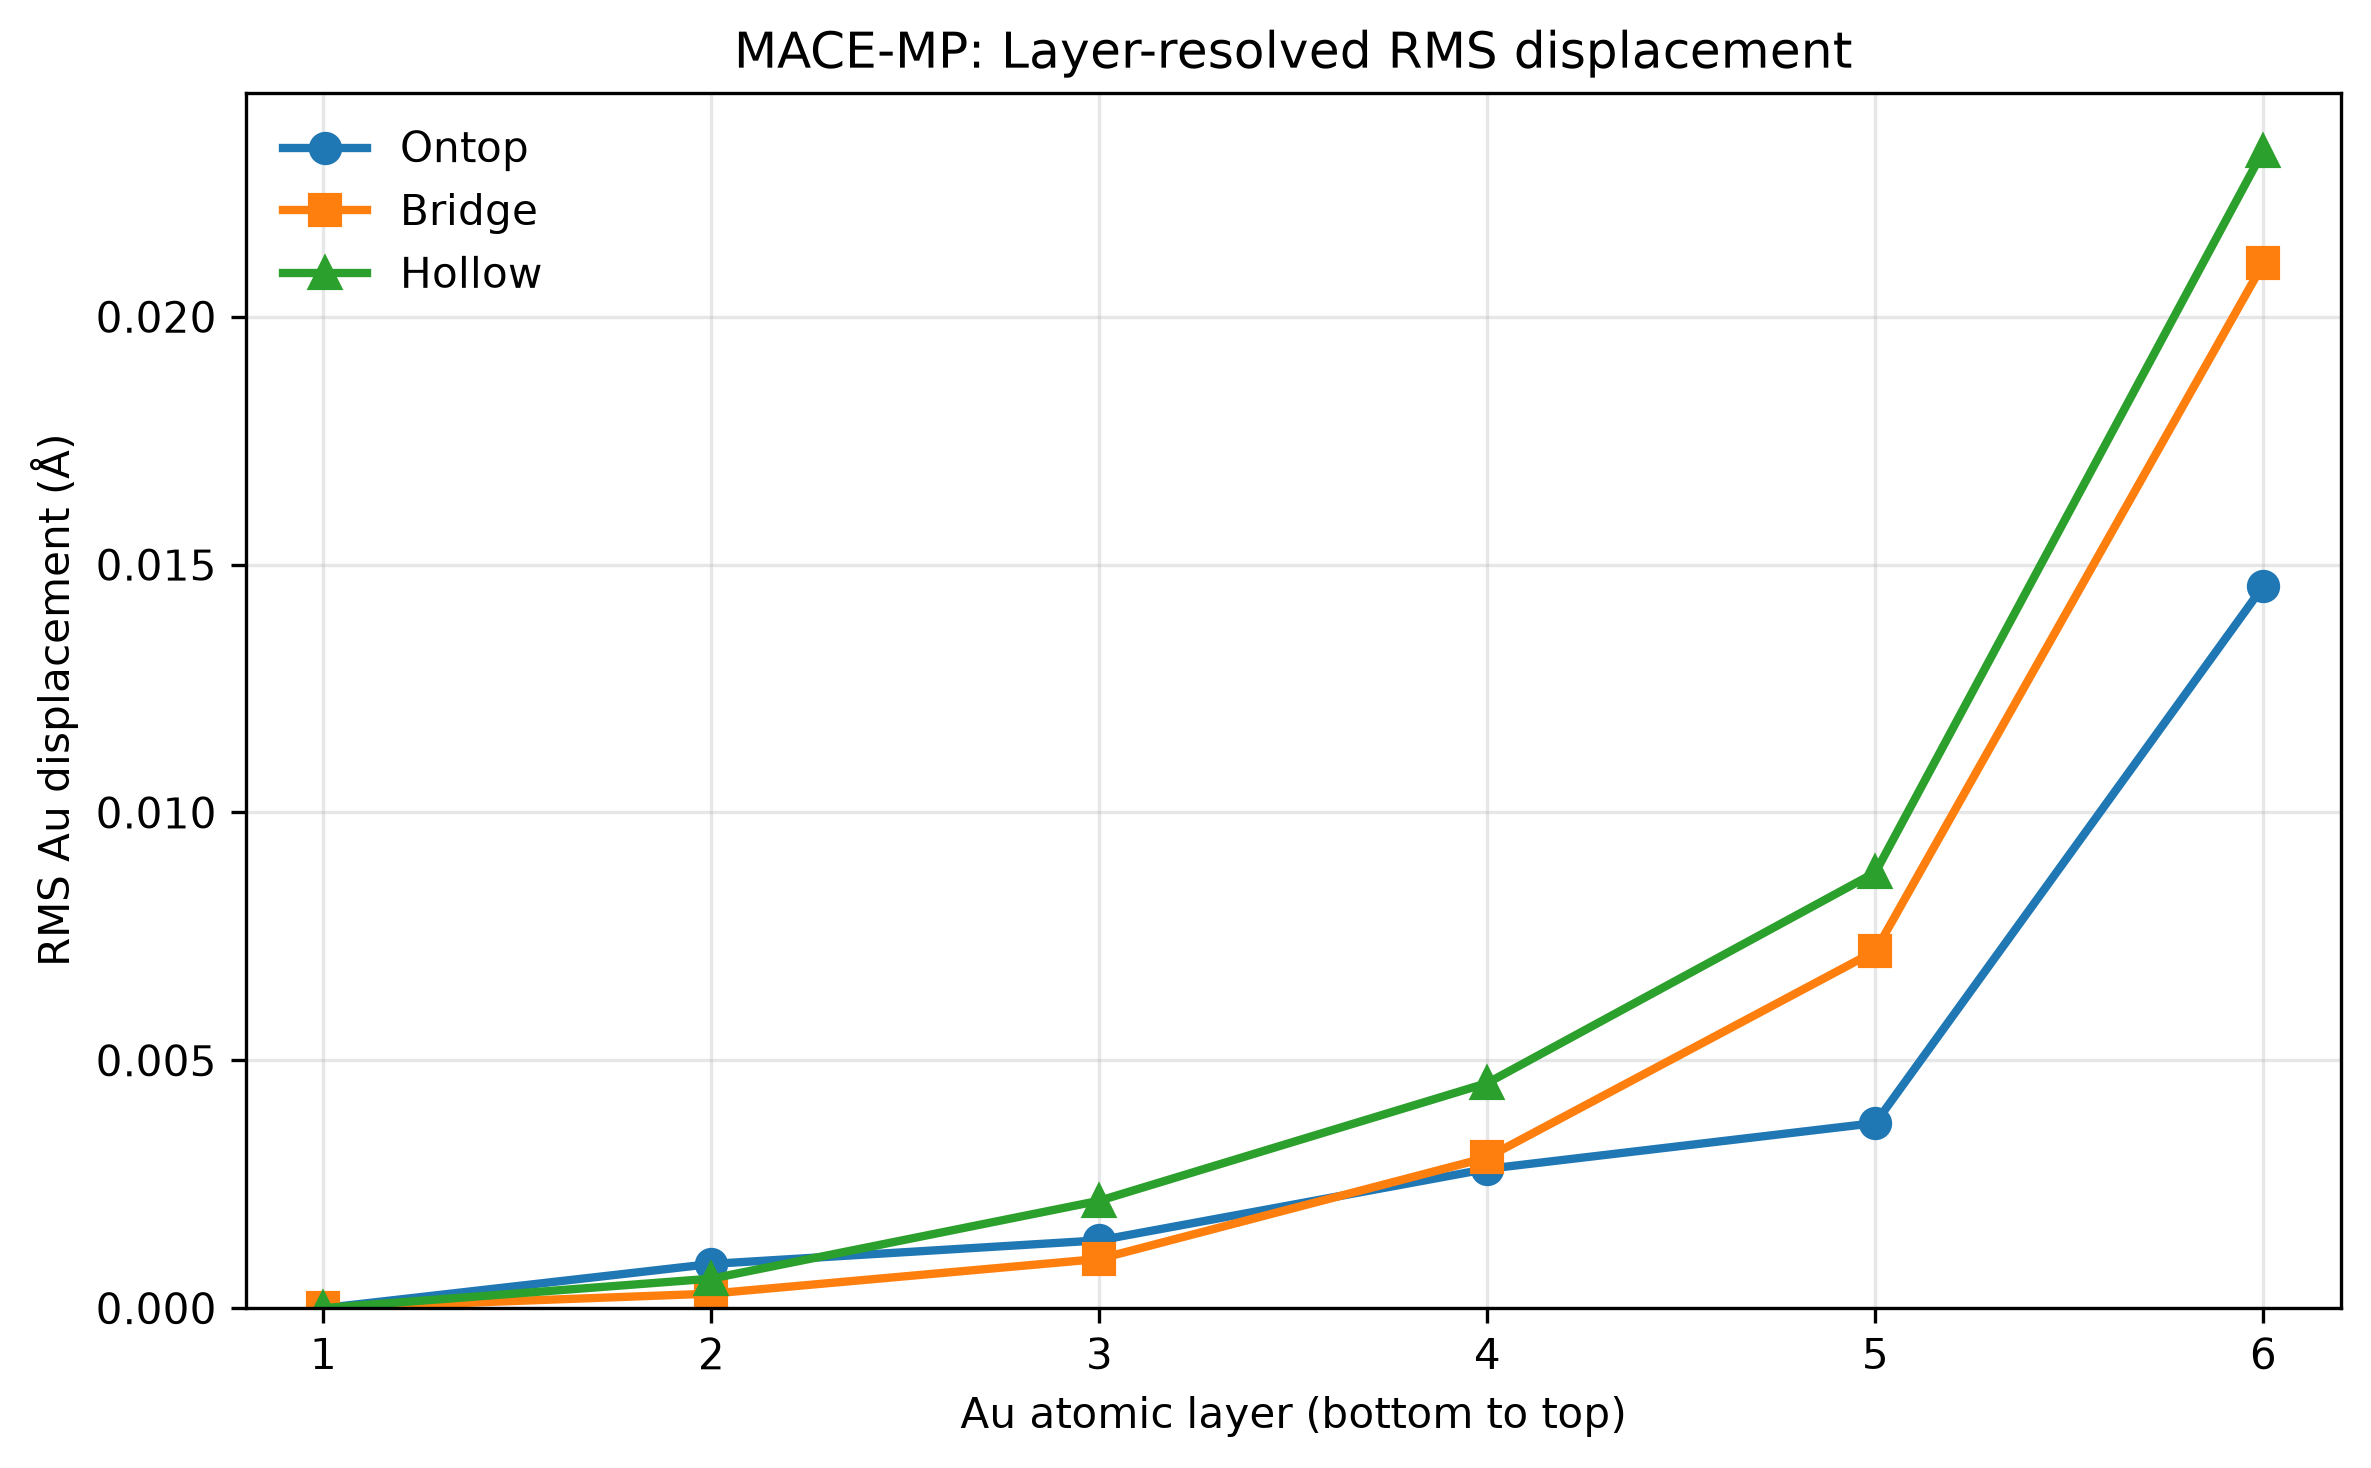 MACE-MP: Layer-resolved RMS displacement
Ontop
Bridge
Hollow
RMS Au displacement (Å)
0.020
0.015
0.010
0.005
0.000
1 2 3 4 5 6
Au atomic layer (bottom to top)